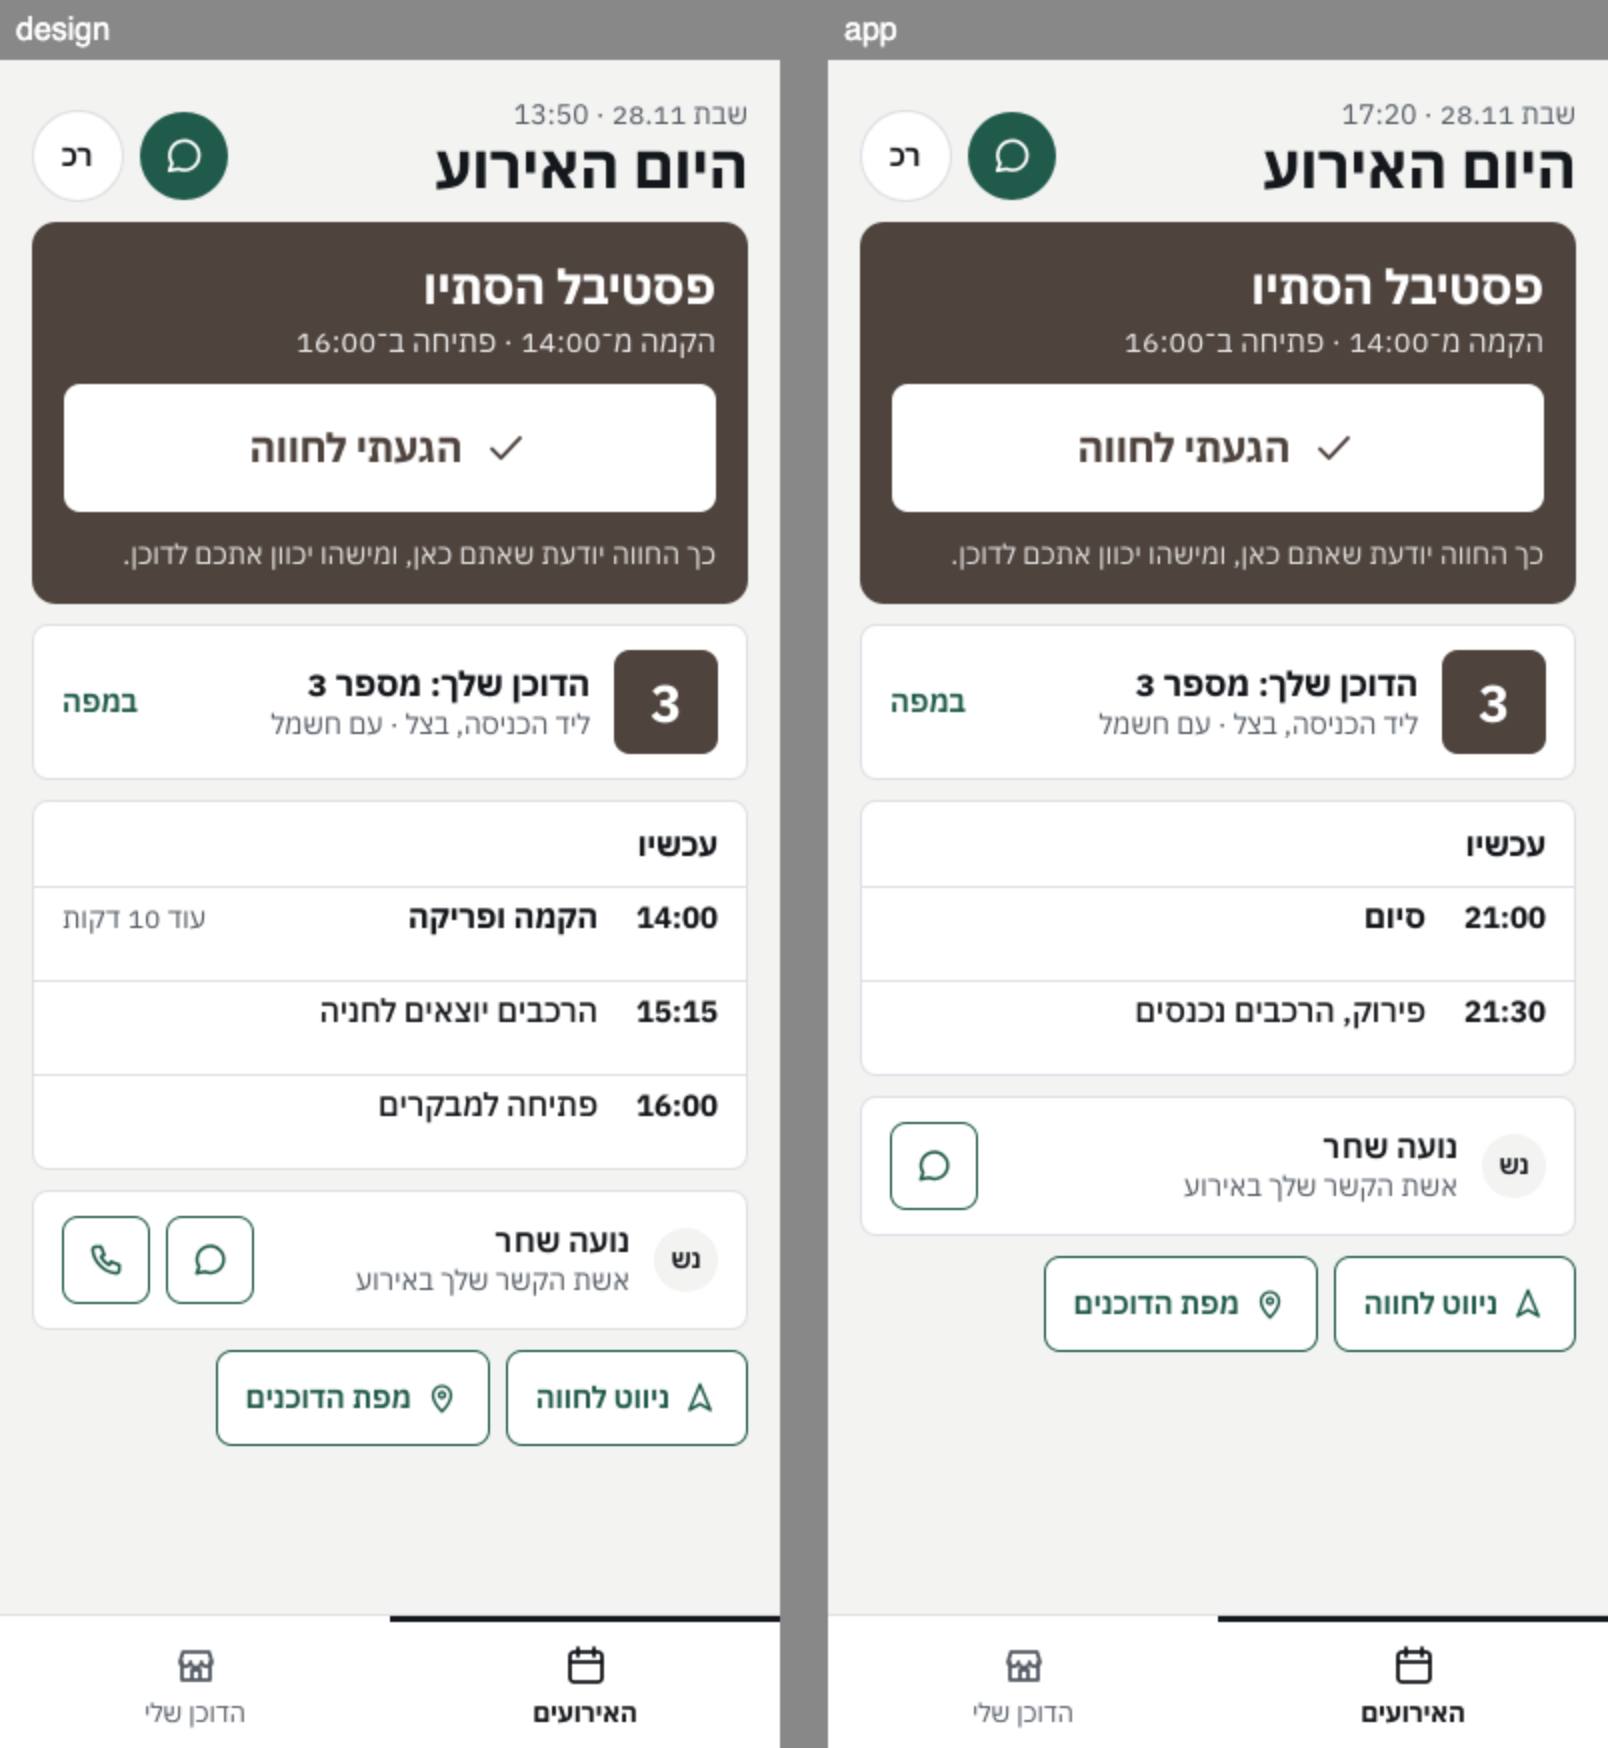 design
שבת 28.11 · 13:50
היום האירוע
רכ
פסטיבל הסתיו
הקמה מ־14:00 · פתיחה ב־16:00
הגעתי לחווה
כך החווה יודעת שאתם כאן, ומישהו יכוון אתכם לדוכן.
3
הדוכן שלך: מספר 3
ליד הכניסה, בצל · עם חשמל
במפה
עכשיו
14:00 הקמה ופריקה עוד 10 דקות
15:15 הרכבים יוצאים לחניה
16:00 פתיחה למבקרים
נש
נועה שחר
אשת הקשר שלך באירוע
ניווט לחווה
מפת הדוכנים
האירועים
הדוכן שלי
app
שבת 28.11 · 17:20
היום האירוע
רכ
פסטיבל הסתיו
הקמה מ־14:00 · פתיחה ב־16:00
הגעתי לחווה
כך החווה יודעת שאתם כאן, ומישהו יכוון אתכם לדוכן.
3
הדוכן שלך: מספר 3
ליד הכניסה, בצל · עם חשמל
במפה
עכשיו
21:00 סיום
21:30 פירוק, הרכבים נכנסים
נש
נועה שחר
אשת הקשר שלך באירוע
ניווט לחווה
מפת הדוכנים
האירועים
הדוכן שלי